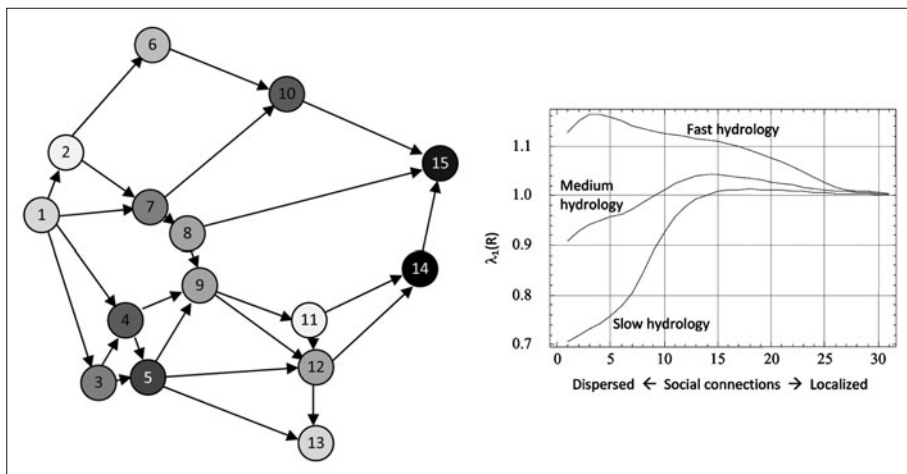 6
10
2
15
7
1
8
14
9
4
11
12
5
3
13
Fast hydrology
Medium
hydrology
Slow hydrology
λ₁(R)
1.1
1.0
0.9
0.8
0.7
0 5 10 15 20 25 30
Dispersed ← Social connections → Localized